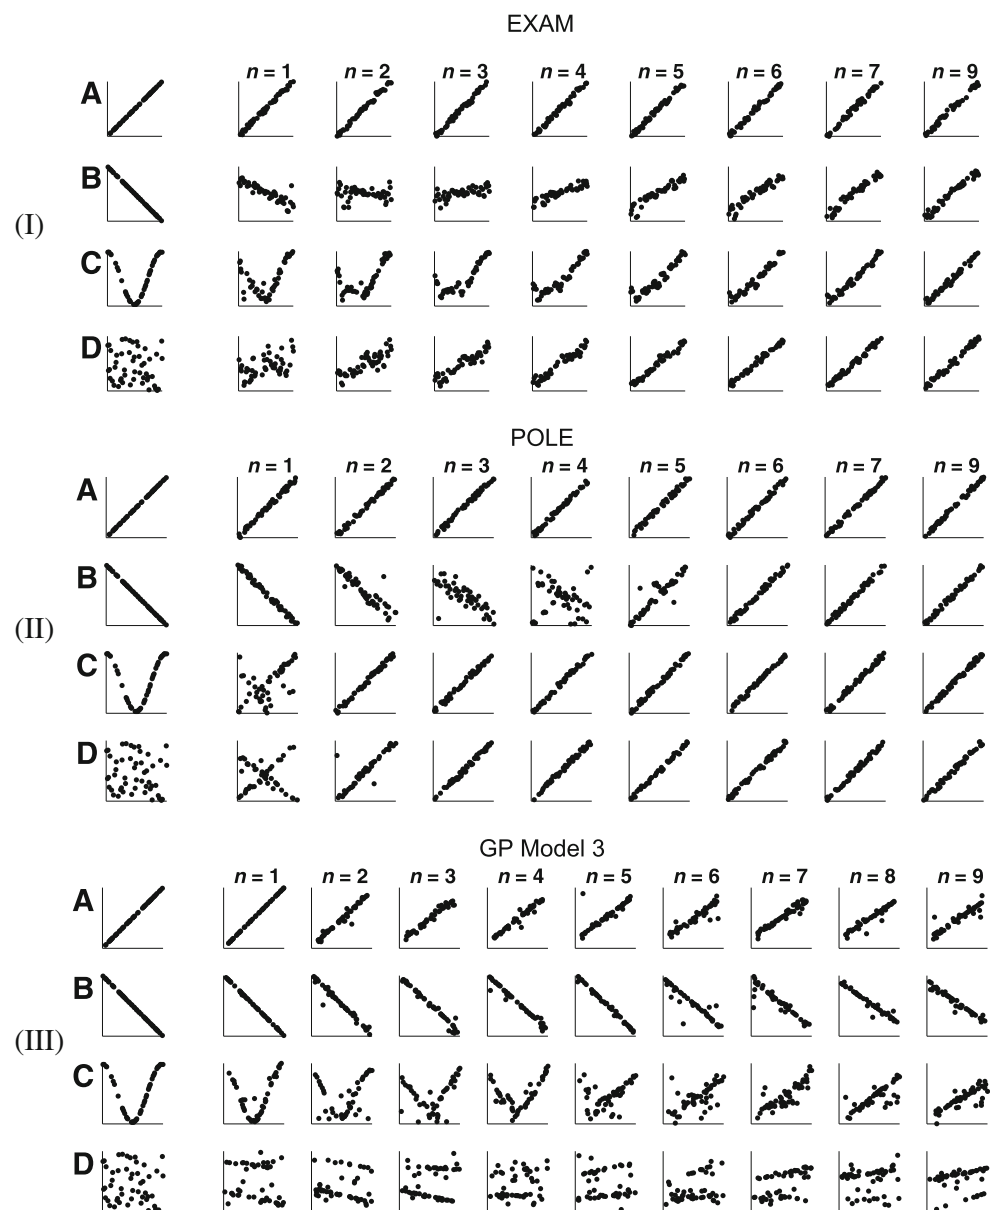 EXAM
n = 1 n = 2 n = 3 n = 4 n = 5 n = 6 n = 7 n = 9
A
B
(I)
C
D
POLE
n = 1 n = 2 n = 3 n = 4 n = 5 n = 6 n = 7 n = 9
A
B
(II)
C
D
GP Model 3
n = 1 n = 2 n = 3 n = 4 n = 5 n = 6 n = 7 n = 8 n = 9
A
B
(III)
C
D